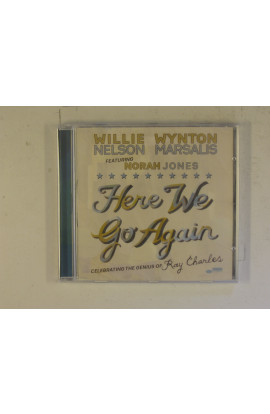 WILLIE WYNTON
NELSON MARSALIS
FEATURING
NORAH JONES
Here We
go Again
CELEBRATING THE GENIUS OF Ray Charles